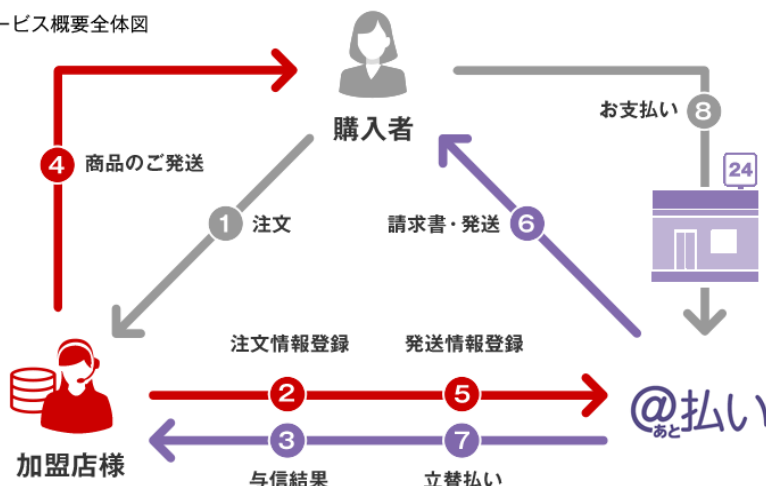 ービス概要全体図
購入者
お支払い 8
24
4 商品のご発送
1 注文
請求書・発送 6
注文情報登録
発送情報登録
2
5
@払い
あと
3
7
加盟店様
与信結果
立替払い